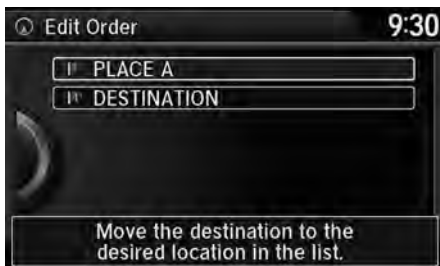 Edit Order 9:30
PLACE A
DESTINATION
Move the destination to the
desired location in the list.